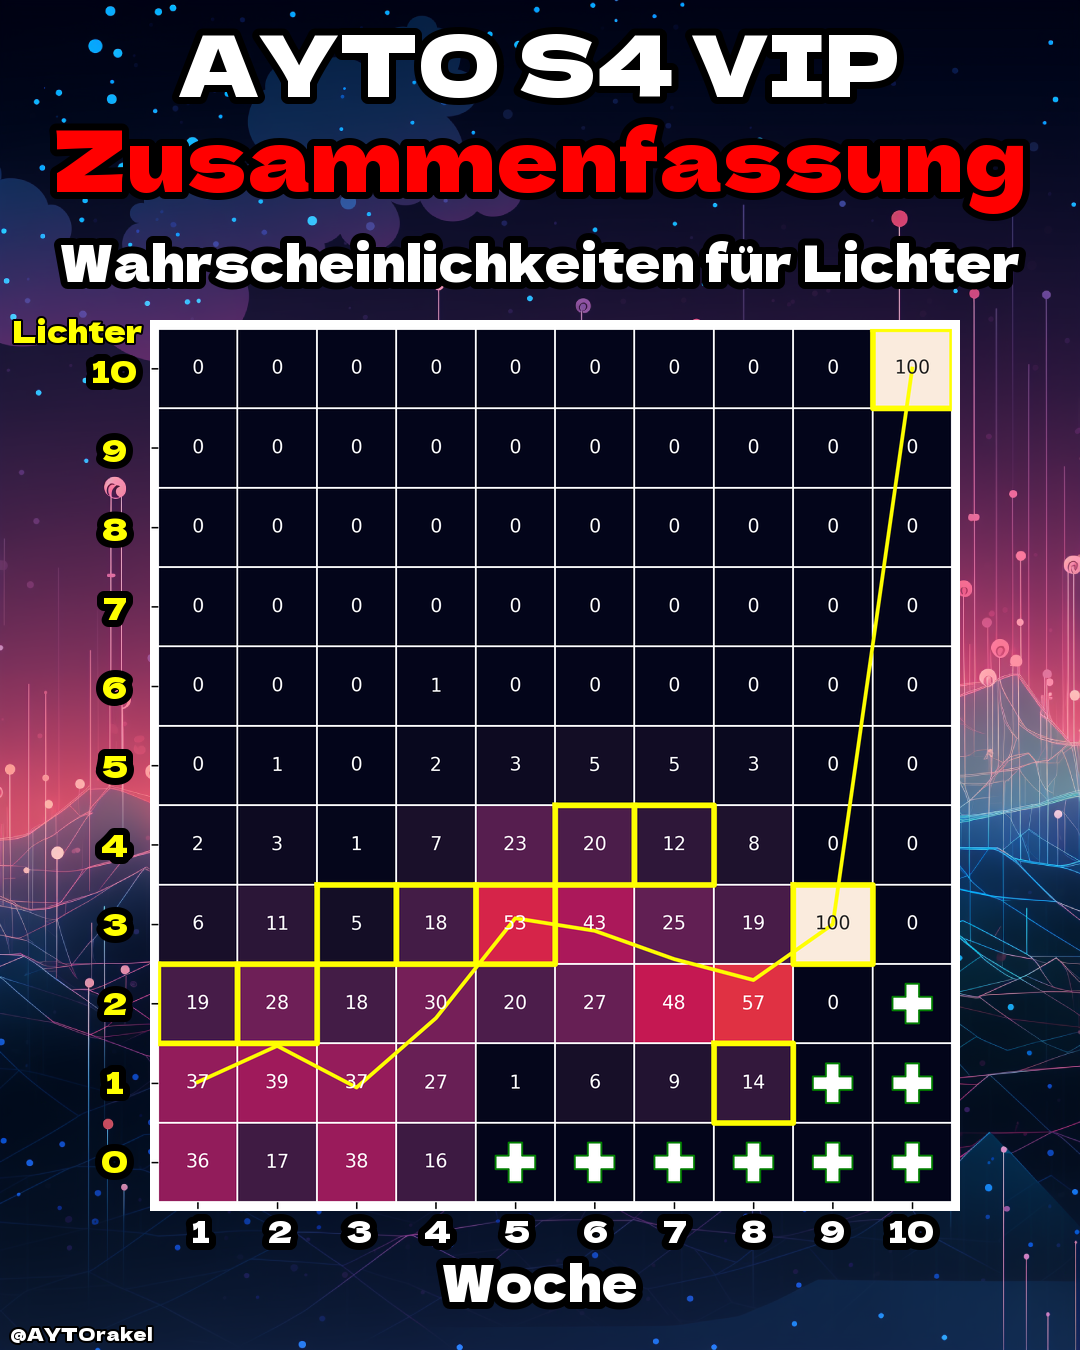 AYTO S4 VIP
Zusammenfassung
Wahrscheinlichkeiten für Lichter
Lichter
10 0 0 0 0 0 0 0 0 0 100
9 0 0 0 0 0 0 0 0 0 0
8 0 0 0 0 0 0 0 0 0 0
7 0 0 0 0 0 0 0 0 0 0
6 0 0 0 1 0 0 0 0 0 0
5 0 1 0 2 3 5 5 3 0 0
4 2 3 1 7 23 20 12 8 0 0
3 6 11 5 18 53 43 25 19 100 0
2 19 28 18 30 20 27 48 57 0
1 37 39 37 27 1 6 9 14
0 36 17 38 16
1 2 3 4 5 6 7 8 9 10
Woche
@AYTOrakel